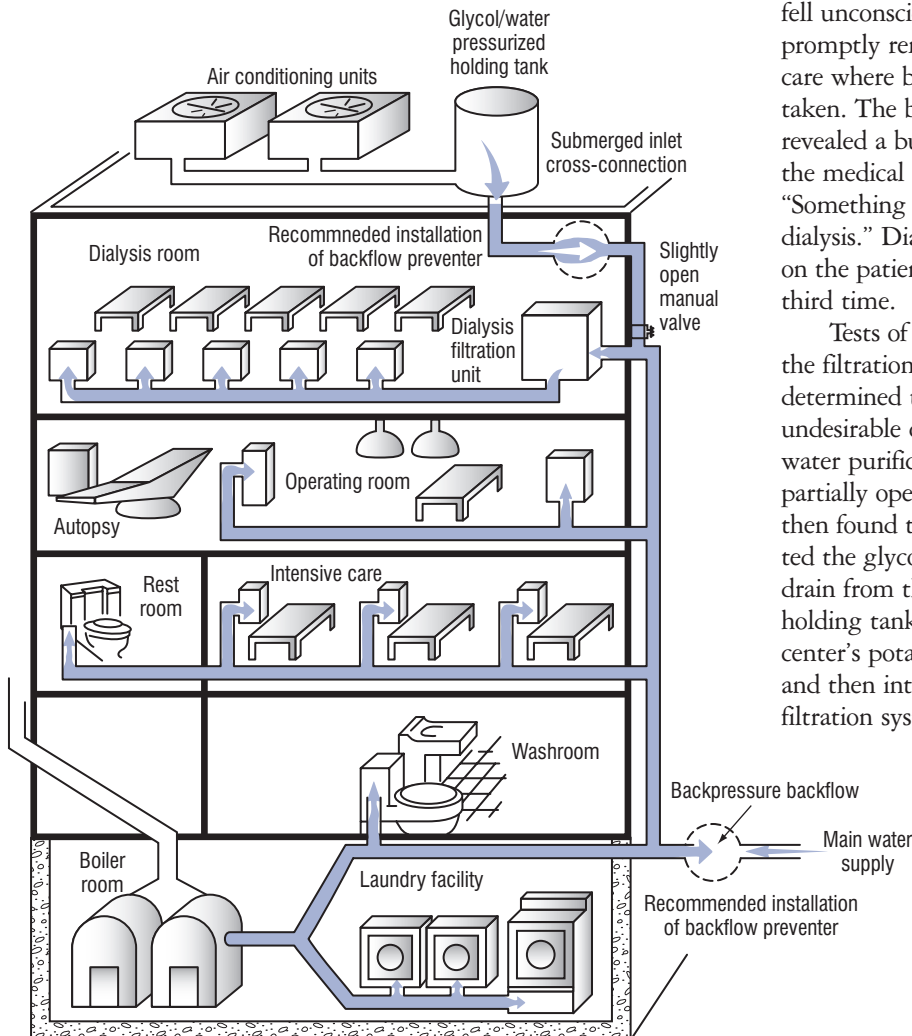 Glycol/water
pressurized
holding tank
Air conditioning units
Submerged inlet
cross-connection
Dialysis room
Recommneded installation
of backflow preventer
Slightly
open
manual
valve
Dialysis
filtration
unit
Operating room
Autopsy
Rest
room
Intensive care
Washroom
Backpressure backflow
Main water
supply
Boiler
room
Laundry facility
Recommended installation
of backflow preventer
fell unconsci
promptly ren
care where b
taken. The b
revealed a bu
the medical
“Something
dialysis.” Dia
on the patien
third time.
Tests of
the filtration
determined t
undesirable c
water purific
partially ope
then found t
ted the glyco
drain from th
holding tank
center’s pota
and then int
filtration sys